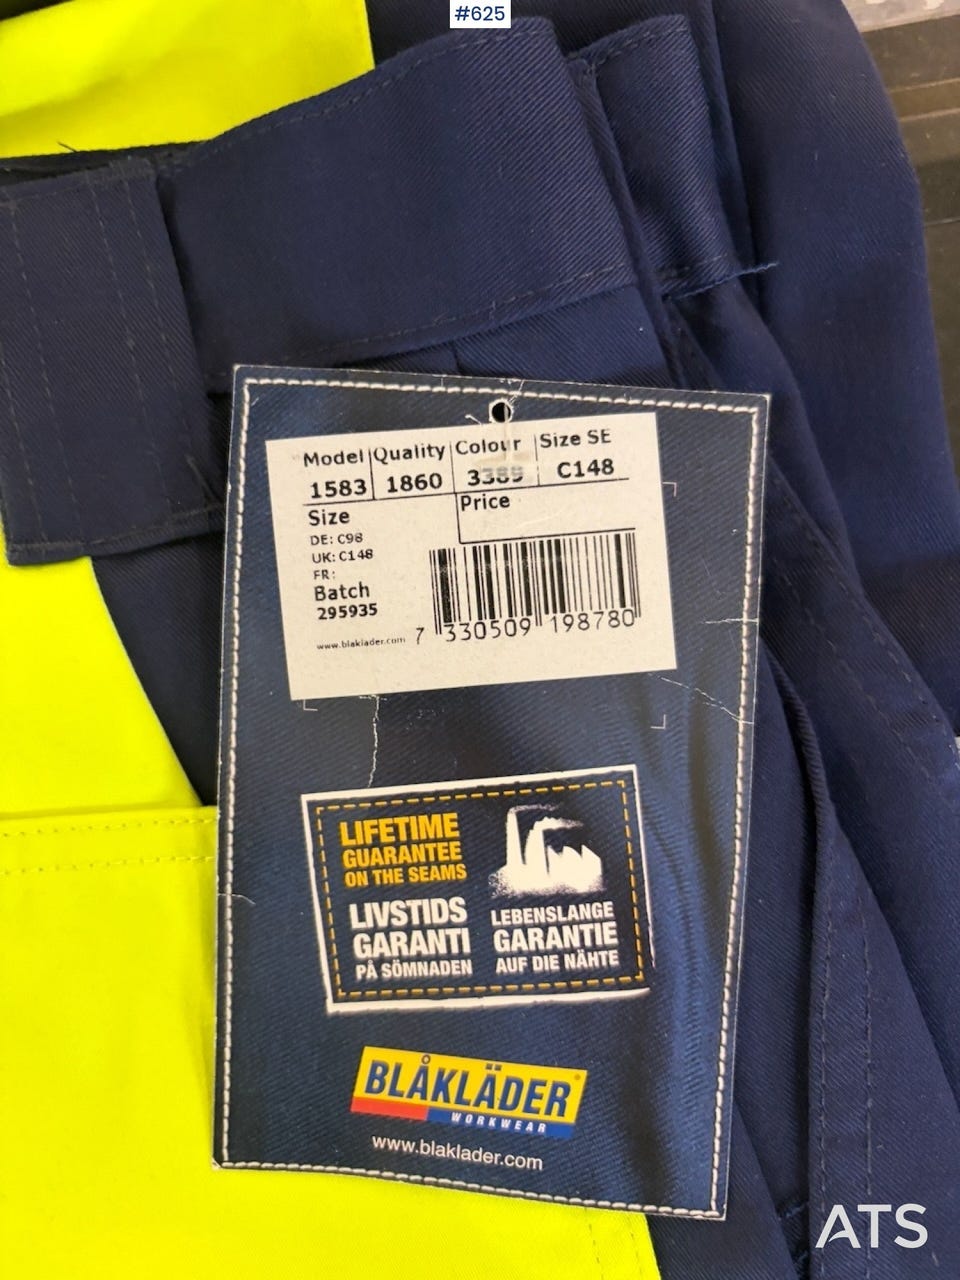 #625
Model Quality Colour Size SE
1583 1860 3389 C148
Size Price
DE: C98
UK: C148
FR:
Batch
295935
www.blaklader.com
7 330509 198780
LIFETIME
GUARANTEE
ON THE SEAMS
LIVSTIDS
GARANTI
PÅ SÖMNADEN
LEBENSLANGE
GARANTIE
AUF DIE NÄHTE
BLÅKLÄDER®
WORKWEAR
www.blaklader.com
ATS